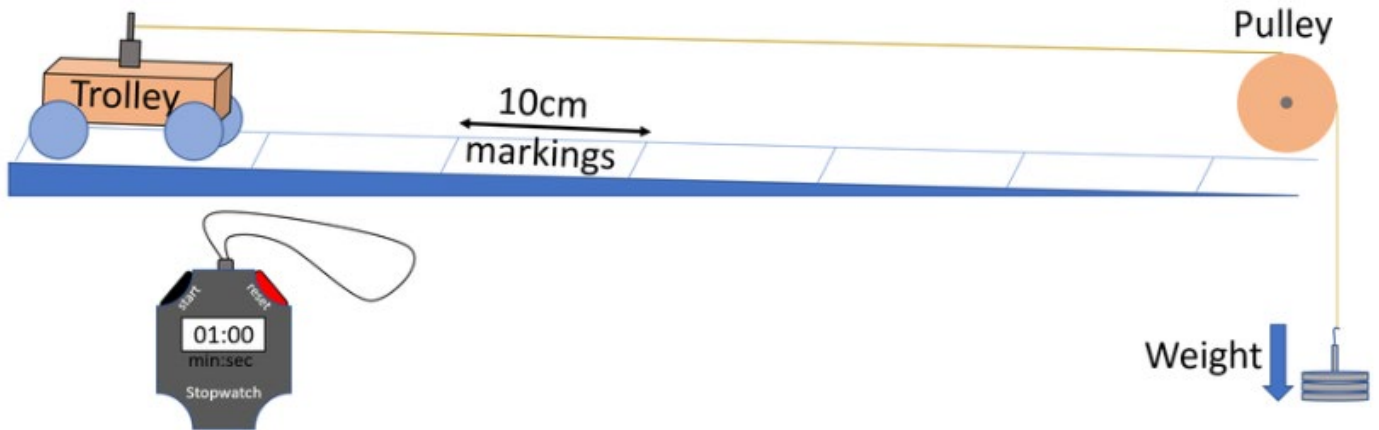 Pulley
Trolley
10cm
markings
start
reset
01:00
min:sec
Stopwatch
Weight